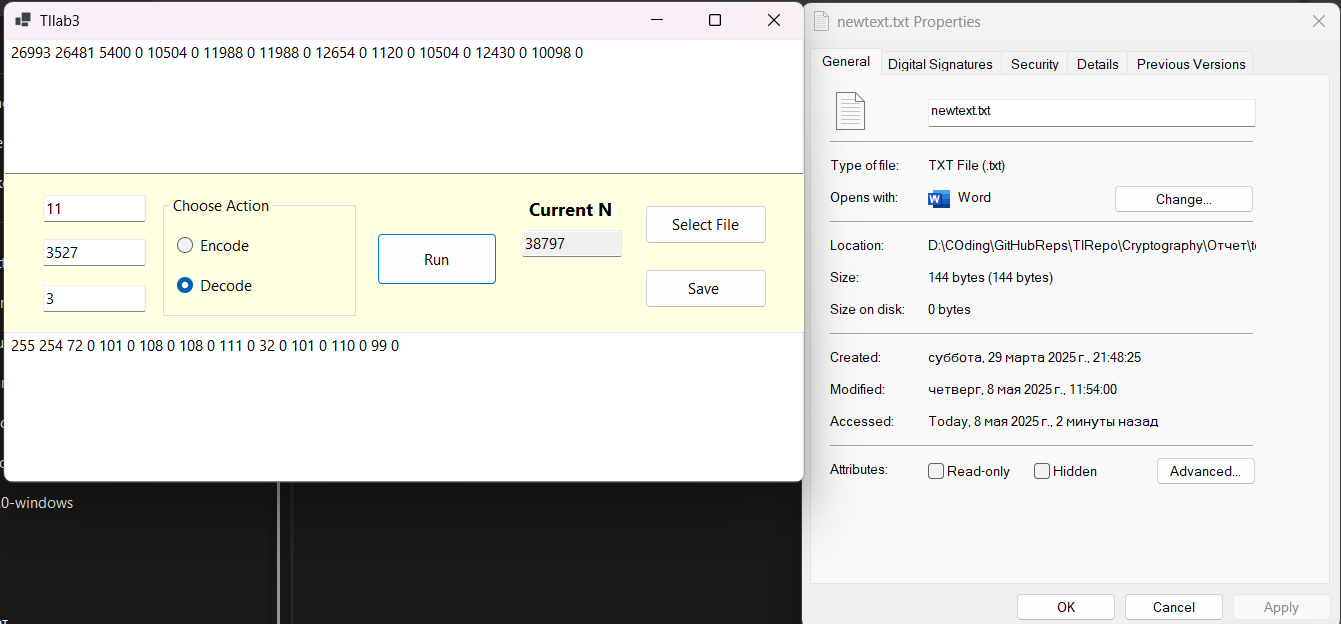 TIlab3
26993 26481 5400 0 10504 0 11988 0 11988 0 12654 0 1120 0 10504 0 12430 0 10098 0
11
3527
3
Choose Action
Encode
Decode
Run
Current N
38797
Select File
Save
255 254 72 0 101 0 108 0 108 0 111 0 32 0 101 0 110 0 99 0
.0-windows
newtext.txt Properties
General
Digital Signatures
Security
Details
Previous Versions
newtext.txt
Type of file: TXT File (.txt)
Opens with: Word
Change...
Location: D:\COding\GitHubReps\TIRepo\Cryptography\Отчет\te
Size: 144 bytes (144 bytes)
Size on disk: 0 bytes
Created: суббота, 29 марта 2025 г., 21:48:25
Modified: четверг, 8 мая 2025 г., 11:54:00
Accessed: Today, 8 мая 2025 г., 2 минуты назад
Attributes: Read-only Hidden
Advanced...
OK Cancel Apply